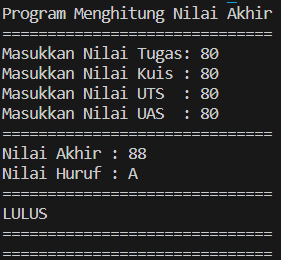 Program Menghitung Nilai Akhir
==============================
Masukkan Nilai Tugas: 80
Masukkan Nilai Kuis : 80
Masukkan Nilai UTS  : 80
Masukkan Nilai UAS  : 80
==============================
Nilai Akhir : 88
Nilai Huruf : A
==============================
LULUS
==============================
==============================